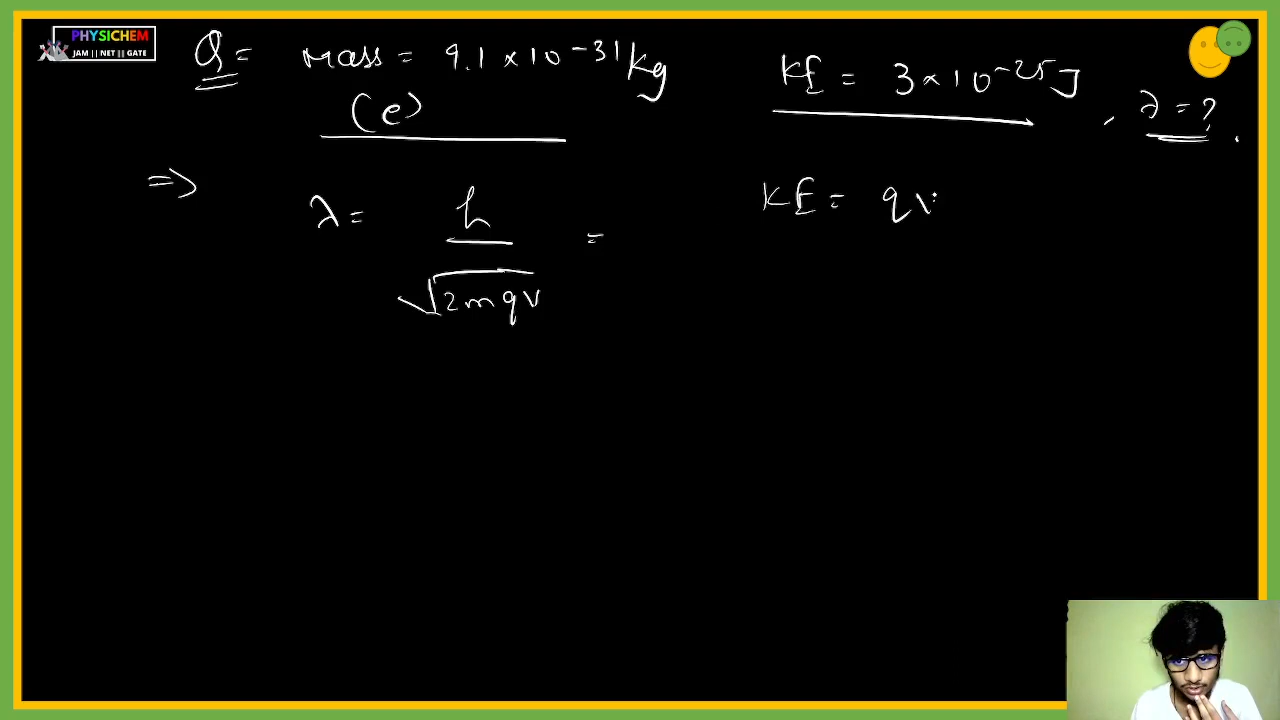 PHYSICHEM
JAM || NET || GATE
Q = mass = 9.1 × 10⁻³¹ kg KE = 3 × 10⁻²⁵ J
(e) , λ = ? .
⇒ λ = h / √2mqv = KE = qv